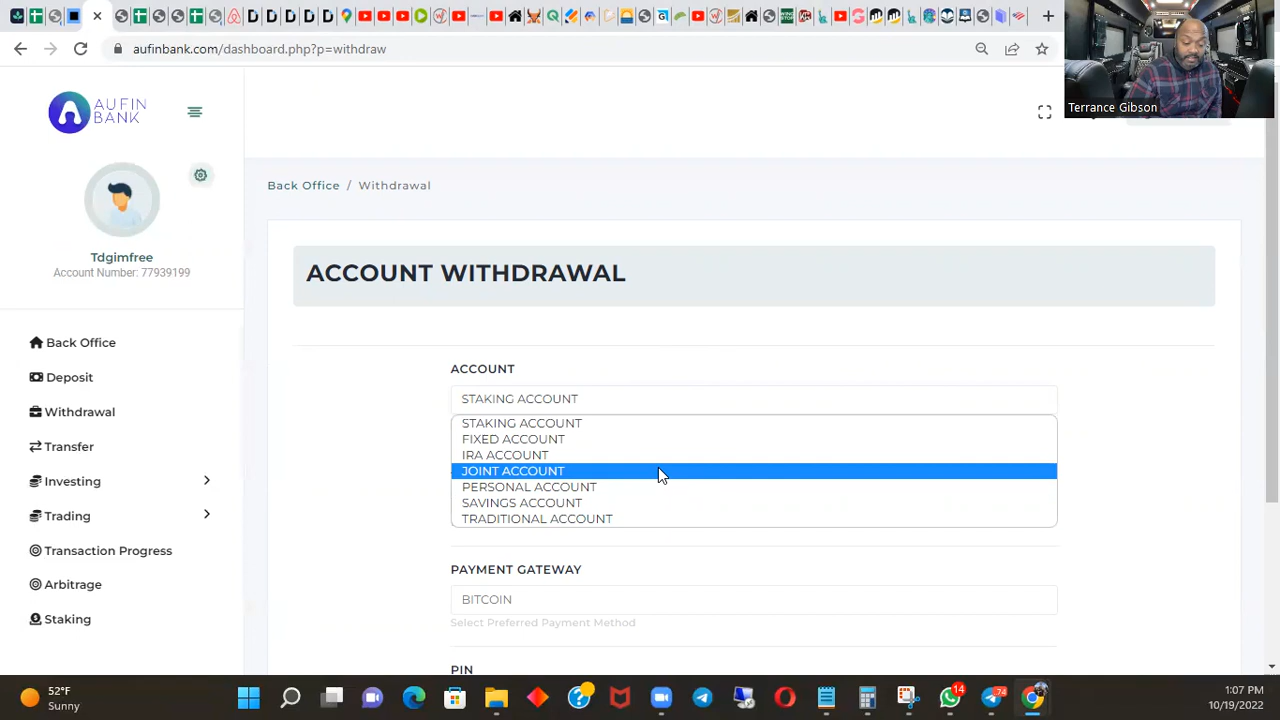 aufinbank.com/dashboard.php?p=withdraw
Terrance Gibson
AUFIN
BANK
Back Office / Withdrawal
Tdgimfree
Account Number: 77939199
ACCOUNT WITHDRAWAL
Back Office
Deposit
Withdrawal
Transfer
Investing
Trading
Transaction Progress
Arbitrage
Staking
ACCOUNT
STAKING ACCOUNT
STAKING ACCOUNT
FIXED ACCOUNT
IRA ACCOUNT
JOINT ACCOUNT
PERSONAL ACCOUNT
SAVINGS ACCOUNT
TRADITIONAL ACCOUNT
PAYMENT GATEWAY
BITCOIN
Select Preferred Payment Method
PIN
52°F
Sunny
14
74
1:07 PM
10/19/2022